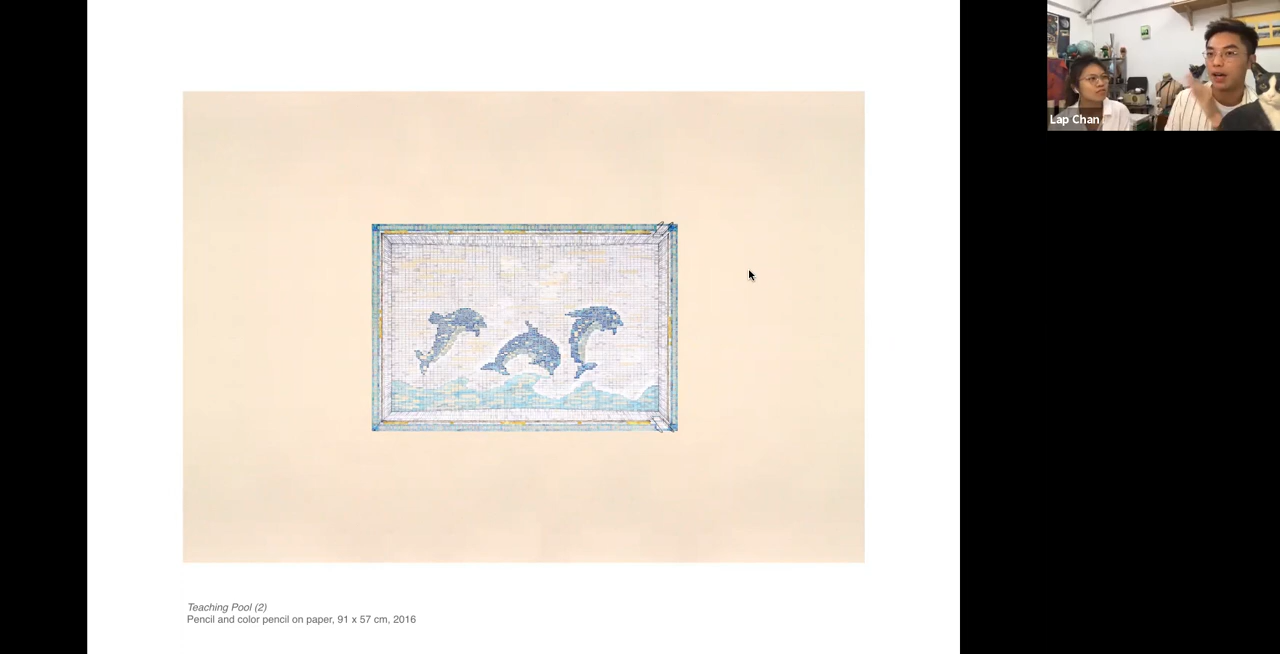 Lap Chan
Teaching Pool (2)
Pencil and color pencil on paper, 91 x 57 cm, 2016